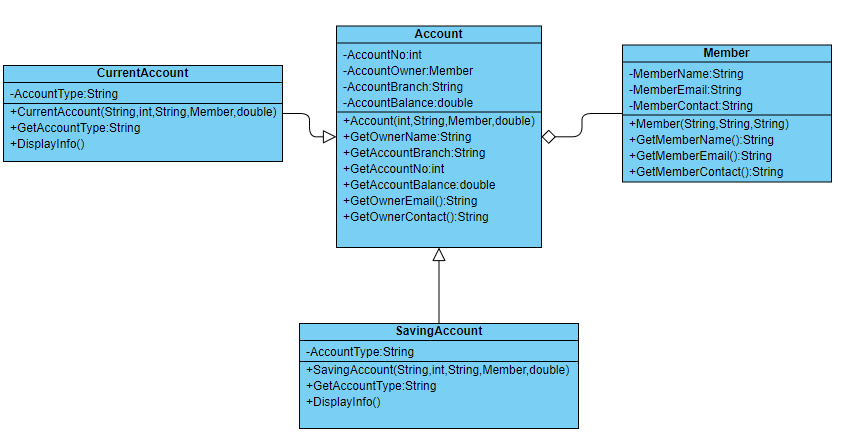 Account
-AccountNo:int
-AccountOwner:Member
-AccountBranch:String
-AccountBalance:double
+Account(int,String,Member,double)
+GetOwnerName:String
+GetAccountBranch:String
+GetAccountNo:int
+GetAccountBalance:double
+GetOwnerEmail():String
+GetOwnerContact():String
CurrentAccount
-AccountType:String
+CurrentAccount(String,int,String,Member,double)
+GetAccountType:String
+DisplayInfo()
Member
-MemberName:String
-MemberEmail:String
-MemberContact:String
+Member(String,String,String)
+GetMemberName():String
+GetMemberEmail():String
+GetMemberContact():String
SavingAccount
-AccountType:String
+SavingAccount(String,int,String,Member,double)
+GetAccountType:String
+DisplayInfo()